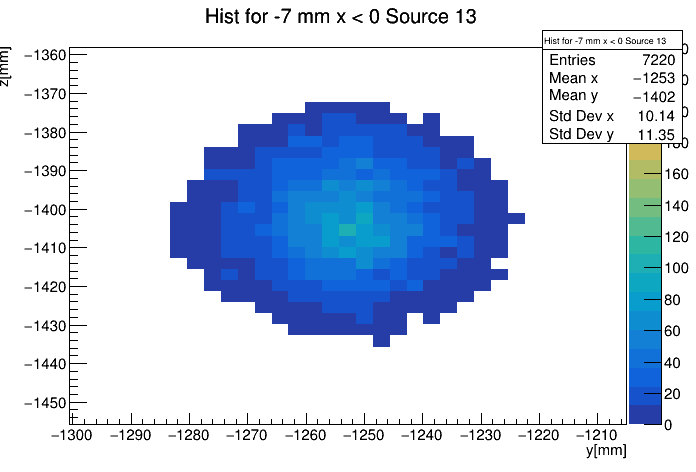 Hist for -7 mm x < 0 Source 13
z[mm]
−1360
−1370
−1380
−1390
−1400
−1410
−1420
−1430
−1440
−1450
Hist for -7 mm x < 0 Source 13
Entries 7220
Mean x −1253
Mean y −1402
Std Dev x 10.14
Std Dev y 11.35
180
160
140
120
100
80
60
40
20
0
−1300 −1290 −1280 −1270 −1260 −1250 −1240 −1230 −1220 −1210
y[mm]